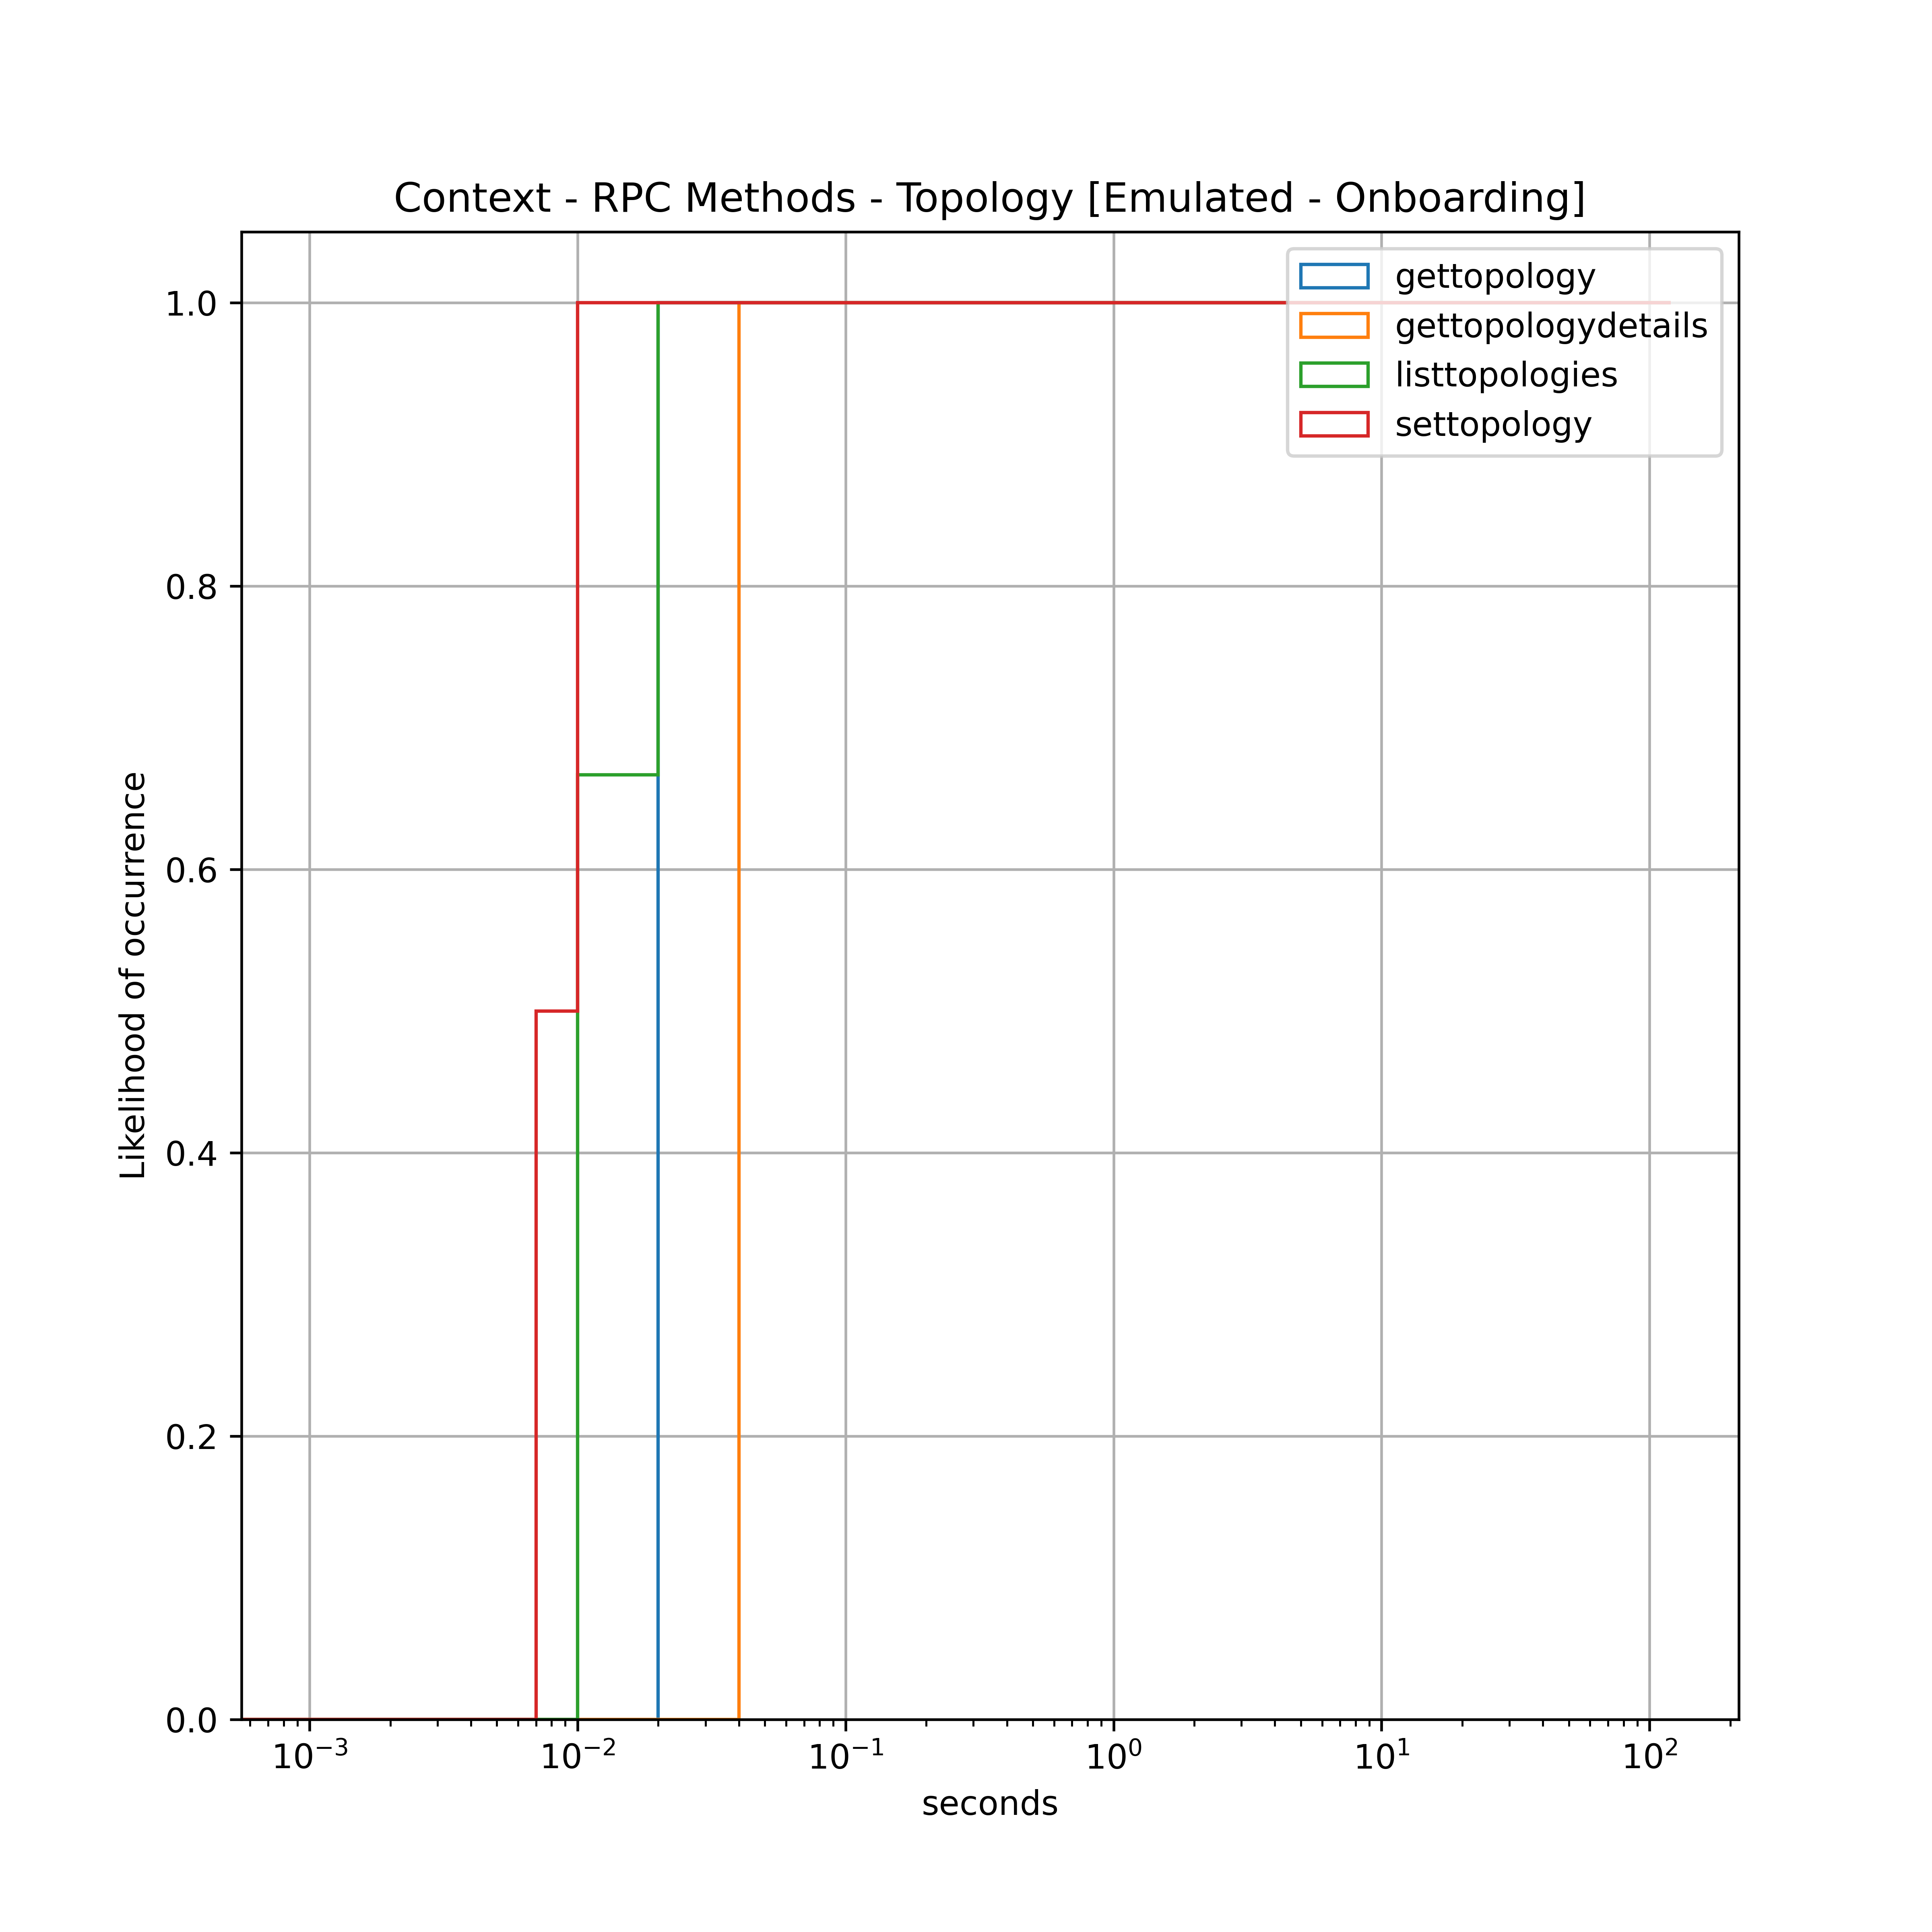 Context - RPC Methods - Topology [Emulated - Onboarding]
gettopology
gettopologydetails
listtopologies
settopology
Likelihood of occurrence
1.0
0.8
0.6
0.4
0.2
0.0
10⁻³ 10⁻² 10⁻¹ 10⁰ 10¹ 10²
seconds